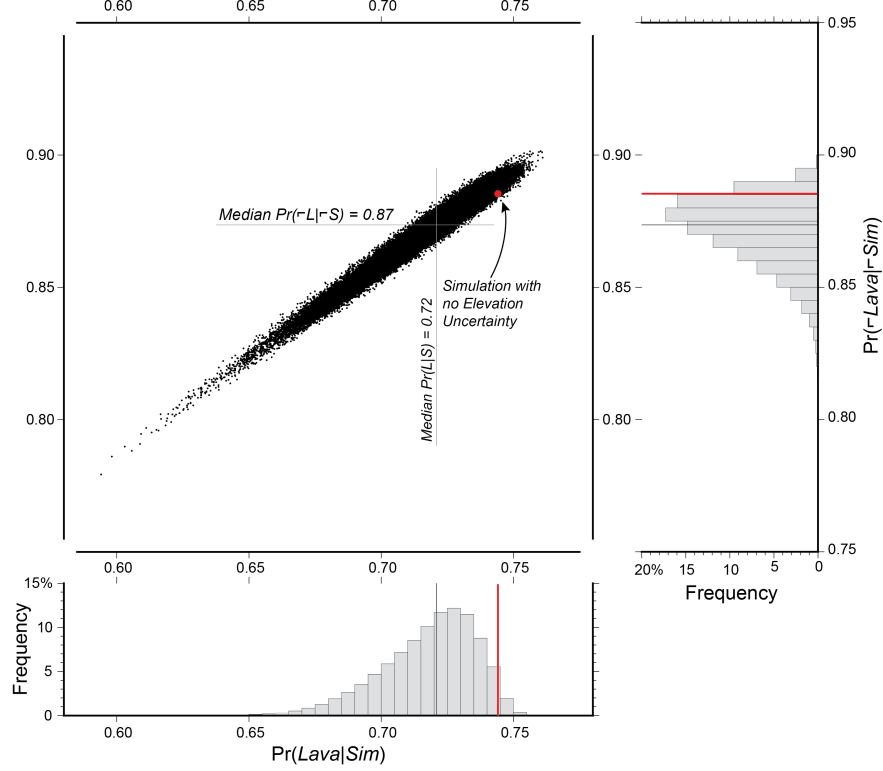 0.60 0.65 0.70 0.75
0.95
0.90 0.90 0.90
Median Pr(⌐L|⌐S) = 0.87
0.85 0.85 0.85
Simulation with
no Elevation
Uncertainty
Median Pr(L|S) = 0.72
Pr(⌐Lava|⌐Sim)
0.80 0.80 0.80
0.75
0.60 0.65 0.70 0.75
20% 15 10 5 0
Frequency
15%
10
5
0
Frequency
0.60 0.65 0.70 0.75
Pr(Lava|Sim)